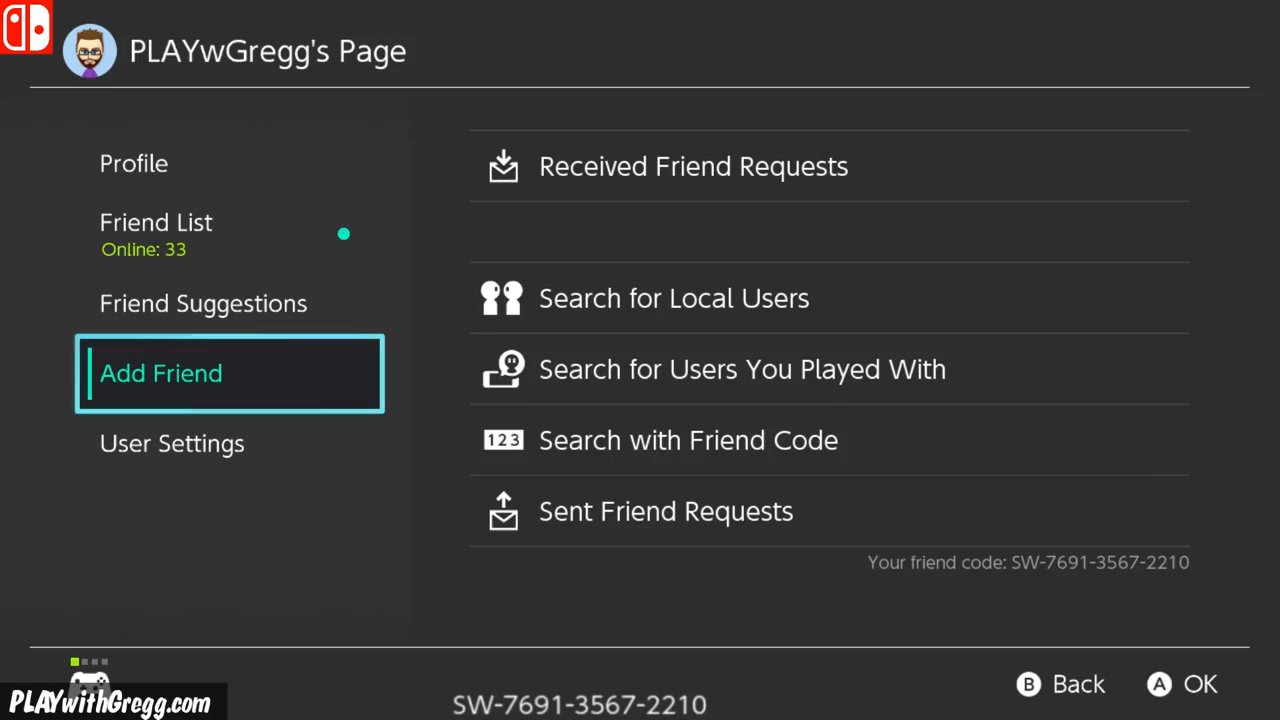 PLAYwGregg's Page
Profile
Friend List
Online: 33
Friend Suggestions
Add Friend
User Settings
Received Friend Requests
Search for Local Users
Search for Users You Played With
123 Search with Friend Code
Sent Friend Requests
Your friend code: SW-7691-3567-2210
PLAYwithGregg.com
SW-7691-3567-2210
B Back
A OK